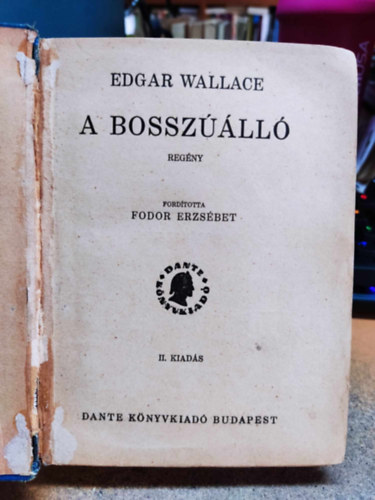 EDGAR WALLACE
A BOSSZÚÁLLÓ
REGÉNY
FORDÍTOTTA
FODOR ERZSÉBET
DANTE
KÖNYVKIADÓ
II. KIADÁS
DANTE KÖNYVKIADÓ BUDAPEST